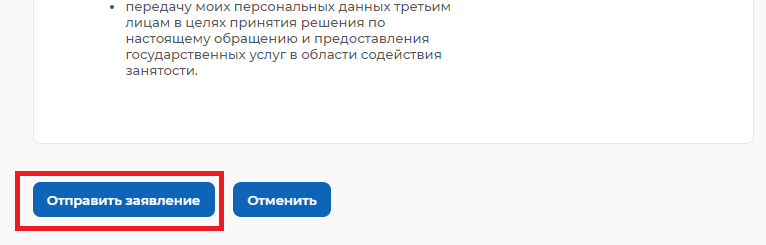 передачу моих персональных данных третьим
лицам в целях принятия решения по
настоящему обращению и предоставления
государственных услуг в области содействия
занятости.
Отправить заявление Отменить